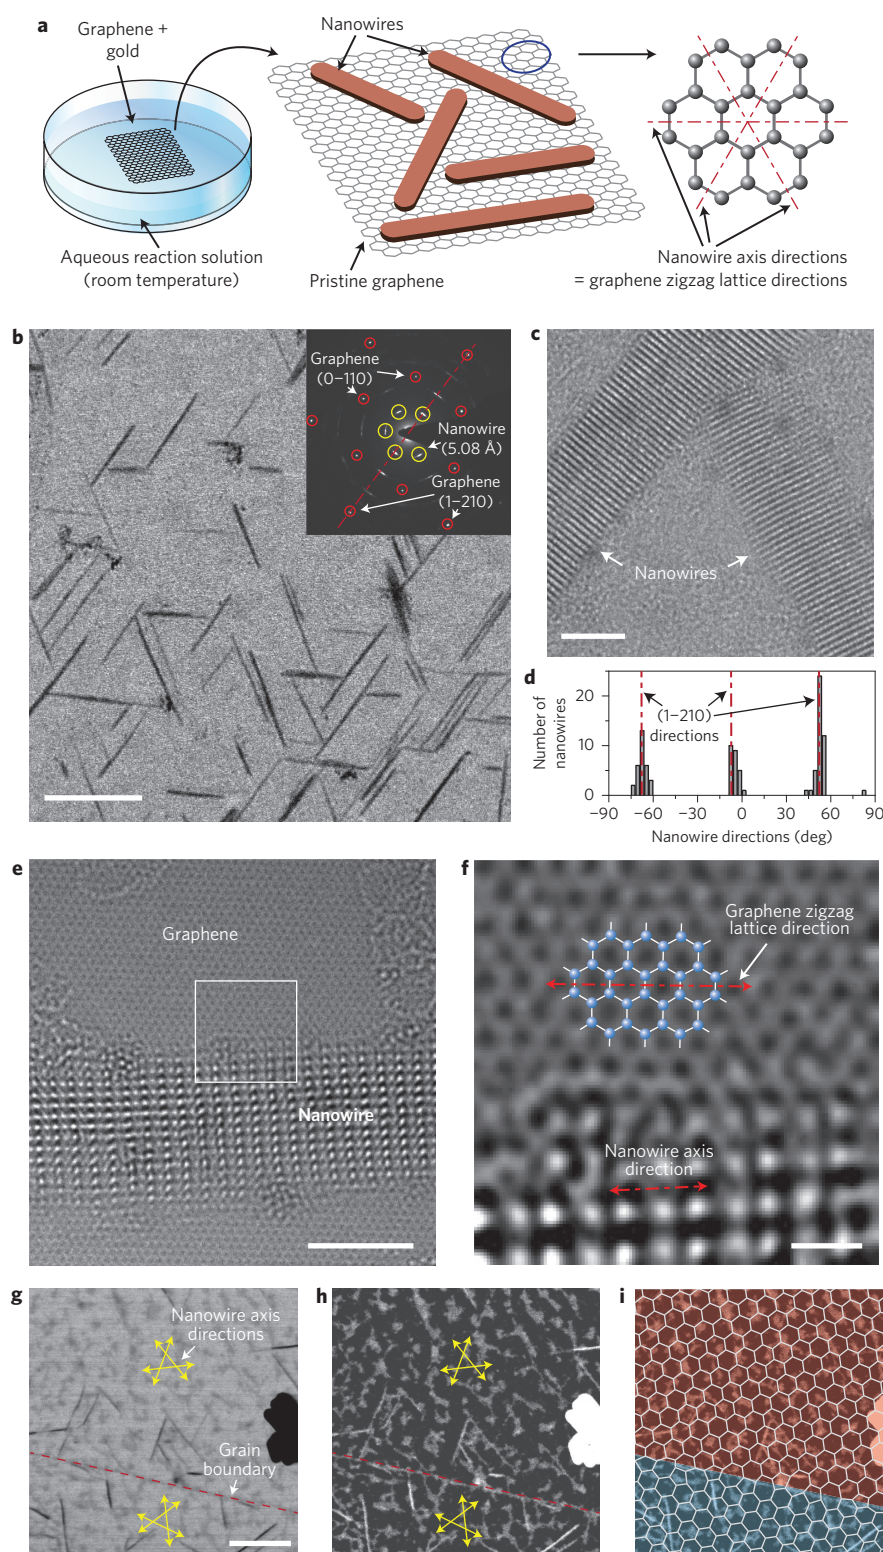 a
Graphene +
gold
Nanowires
Aqueous reaction solution
(room temperature)
Pristine graphene
Nanowire axis directions
= graphene zigzag lattice directions
b
Graphene
(0–110)
Nanowire
(5.08 Å)
Graphene
(1–210)
c
Nanowires
d
Number of
nanowires
20
10
0
(1–210)
directions
−90
−60
−30
0
30
60
90
Nanowire directions (deg)
e
Graphene
Nanowire
f
Graphene zigzag
lattice direction
Nanowire axis
direction
g
Nanowire axis
directions
Grain
boundary
h
i